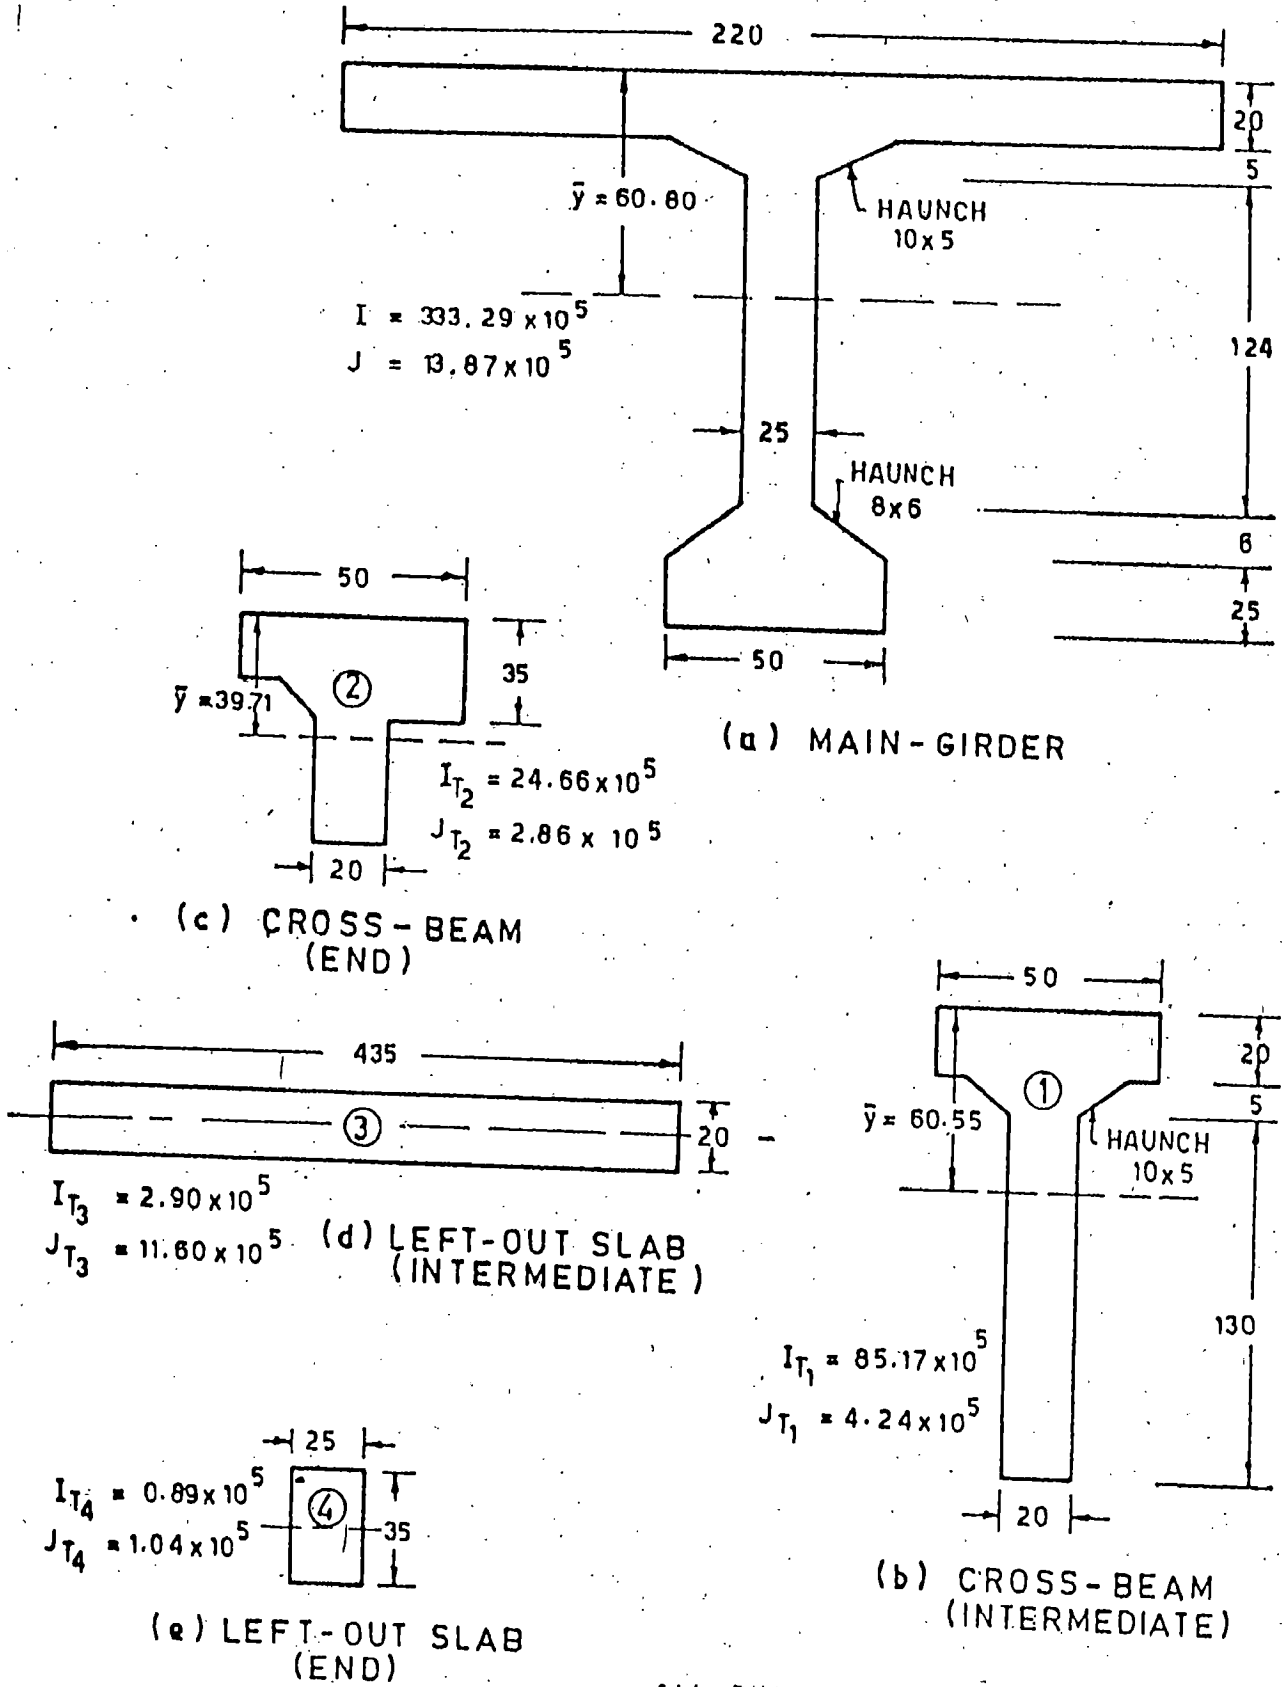 220
20
5
ȳ = 60.80
HAUNCH
10x5
I = 333.29 x 10^5
J = 13.87 x 10^5
124
25
HAUNCH
8x6
6
25
50
(a) MAIN-GIRDER
50
35
2
ȳ = 39.71
I_T2 = 24.66 x 10^5
J_T2 = 2.86 x 10^5
20
(c) CROSS-BEAM
(END)
435
3
20
I_T3 = 2.90 x 10^5
J_T3 = 11.60 x 10^5
(d) LEFT-OUT SLAB
(INTERMEDIATE)
50
20
5
1
ȳ = 60.55
HAUNCH
10x5
130
I_T1 = 85.17 x 10^5
J_T1 = 4.24 x 10^5
20
(b) CROSS-BEAM
(INTERMEDIATE)
25
4
35
I_T4 = 0.89 x 10^5
J_T4 = 1.04 x 10^5
(e) LEFT-OUT SLAB
(END)